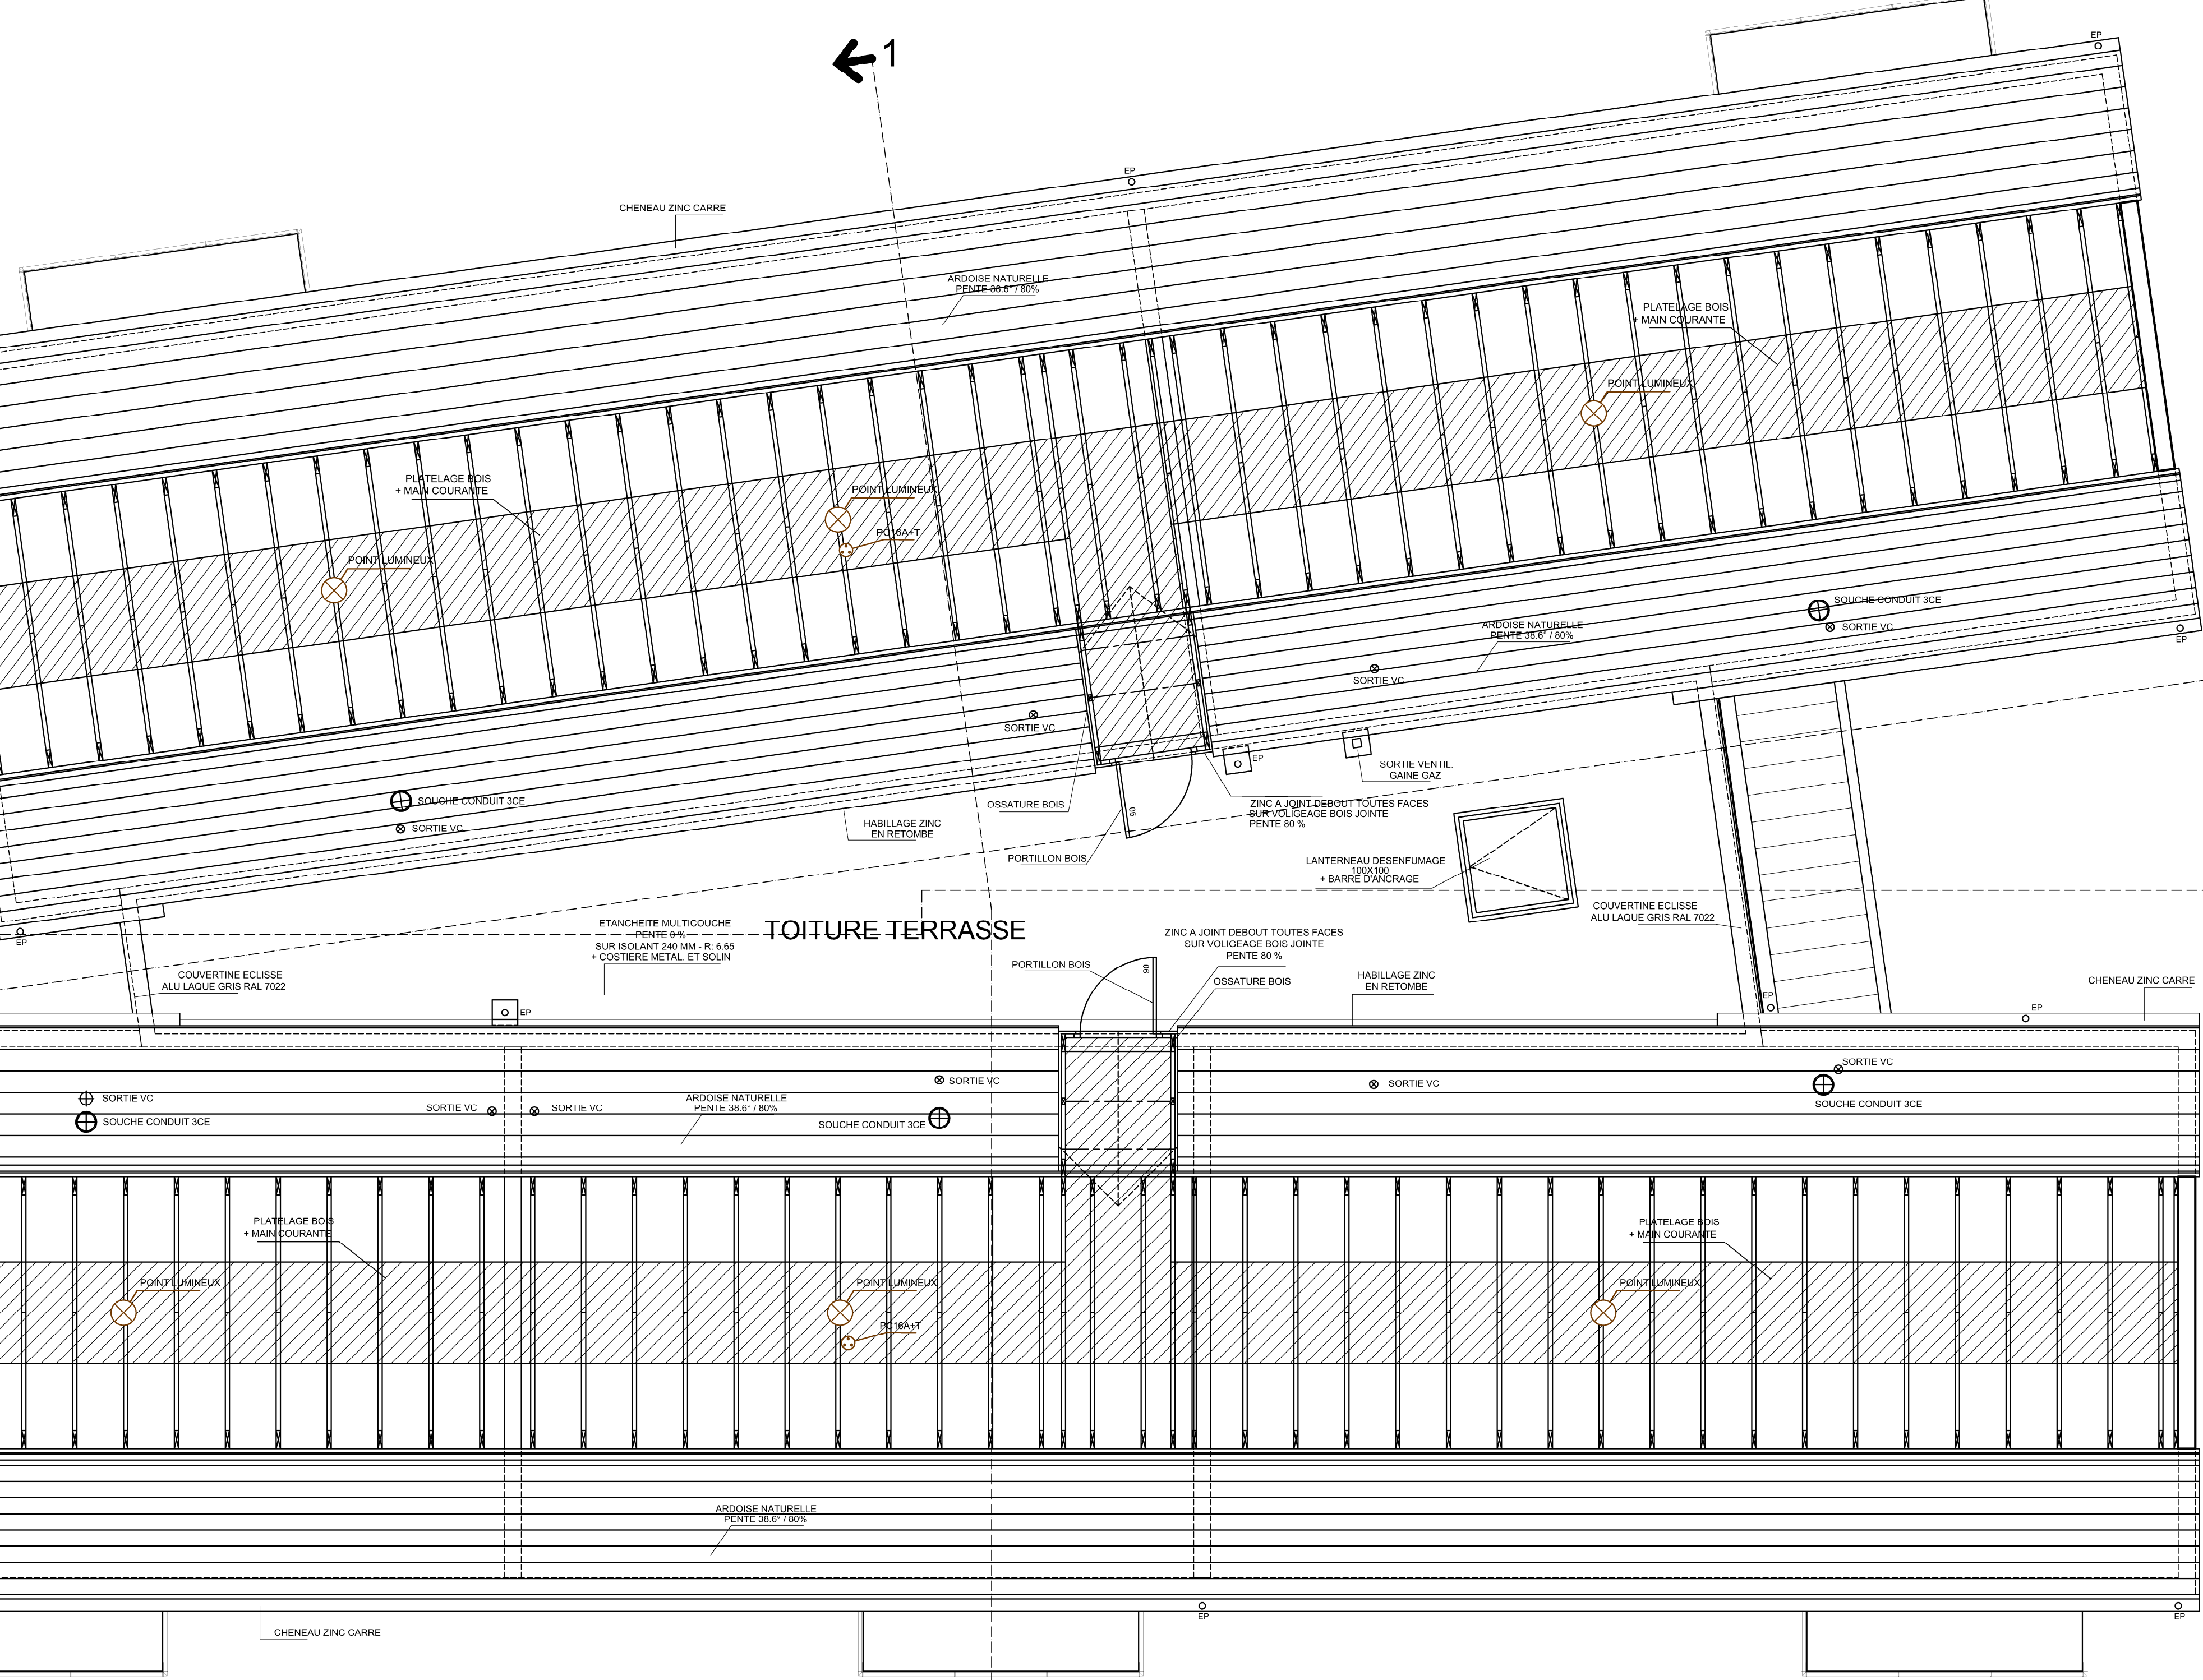 1
EP
EP
CHENEAU ZINC CARRE
ARDOISE NATURELLE
PENTE 38.6° / 80%
PLATELAGE BOIS
+ MAIN COURANTE
POINT LUMINEUX
PLATELAGE BOIS
+ MAIN COURANTE
POINT LUMINEUX
PC16A+T
POINT LUMINEUX
SOUCHE CONDUIT 3CE
SORTIE VC
ARDOISE NATURELLE
PENTE 38.6° / 80%
EP
SORTIE VC
SORTIE VC
EP
SORTIE VENTIL.
GAINE GAZ
SOUCHE CONDUIT 3CE
SORTIE VC
OSSATURE BOIS
90
ZINC A JOINT DEBOUT TOUTES FACES
SUR VOLIGEAGE BOIS JOINTE
PENTE 80 %
HABILLAGE ZINC
EN RETOMBE
PORTILLON BOIS
LANTERNEAU DESENFUMAGE
100X100
+ BARRE D'ANCRAGE
COUVERTINE ECLISSE
ALU LAQUE GRIS RAL 7022
EP
ETANCHEITE MULTICOUCHE
PENTE 0 %
SUR ISOLANT 240 MM - R: 6.65
+ COSTIERE METAL. ET SOLIN
TOITURE TERRASSE
ZINC A JOINT DEBOUT TOUTES FACES
SUR VOLIGEAGE BOIS JOINTE
PENTE 80 %
PORTILLON BOIS
90
OSSATURE BOIS
COUVERTINE ECLISSE
ALU LAQUE GRIS RAL 7022
HABILLAGE ZINC
EN RETOMBE
CHENEAU ZINC CARRE
EP
EP
EP
SORTIE VC
SOUCHE CONDUIT 3CE
SORTIE VC
SORTIE VC
ARDOISE NATURELLE
PENTE 38.6° / 80%
SORTIE VC
SOUCHE CONDUIT 3CE
SORTIE VC
SORTIE VC
SOUCHE CONDUIT 3CE
PLATELAGE BOIS
+ MAIN COURANTE
PLATELAGE BOIS
+ MAIN COURANTE
POINT LUMINEUX
POINT LUMINEUX
PC16A+T
POINT LUMINEUX
ARDOISE NATURELLE
PENTE 38.6° / 80%
EP
EP
CHENEAU ZINC CARRE